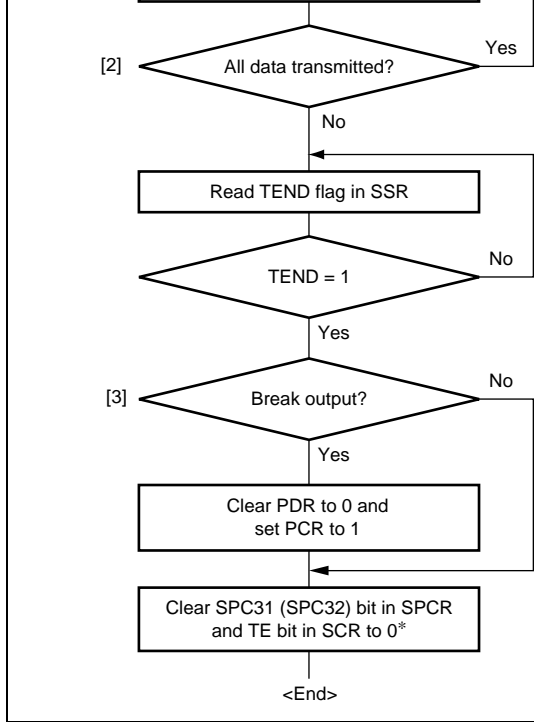 Yes
[2]
All data transmitted?
No
Read TEND flag in SSR
No
TEND = 1
Yes
No
[3]
Break output?
Yes
Clear PDR to 0 and
set PCR to 1
Clear SPC31 (SPC32) bit in SPCR
and TE bit in SCR to 0*
<End>